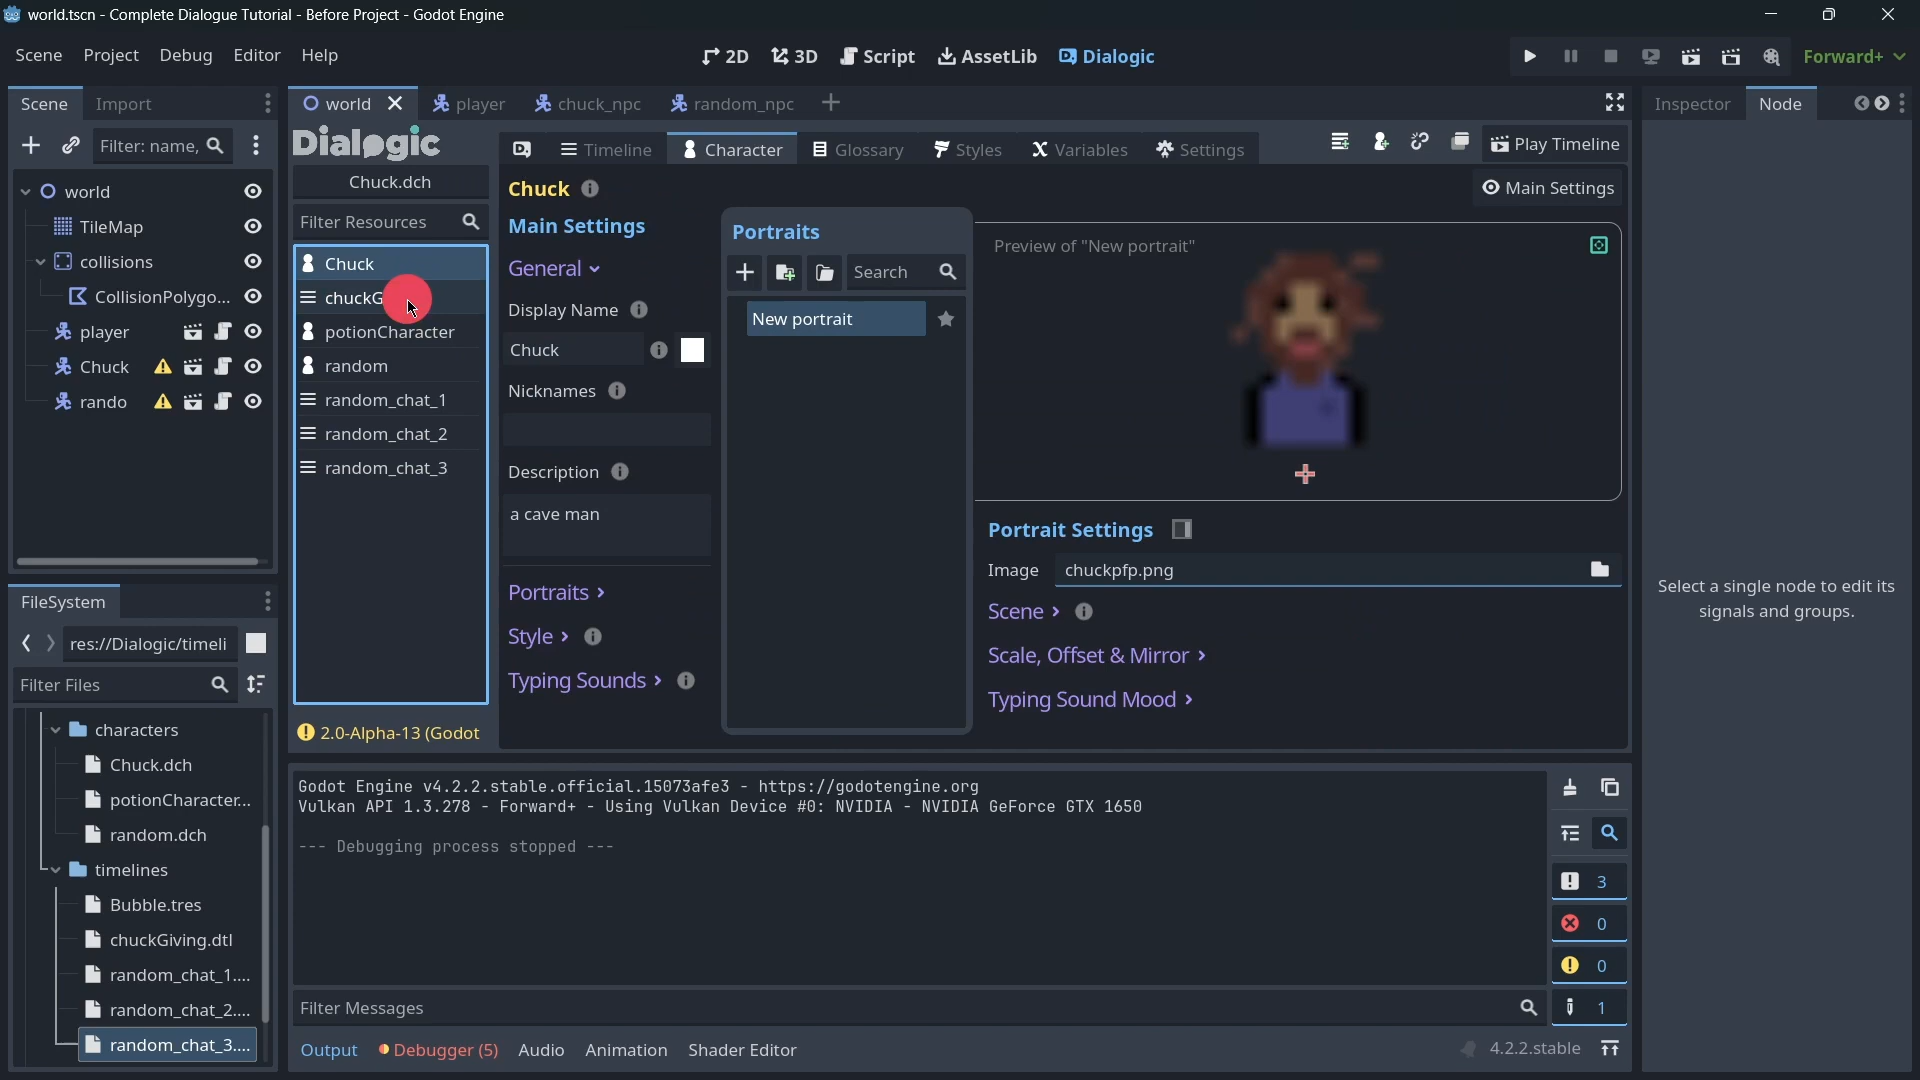 world.tscn - Complete Dialogue Tutorial - Before Project - Godot Engine
Scene Project Debug Editor Help
2D 3D Script AssetLib Dialogic
Forward+
Scene Import
world player chuck_npc random_npc
Inspector Node
Filter: name,
Dialogic
Timeline Character Glossary Styles Variables Settings
Play Timeline
world
TileMap
collisions
CollisionPolygo...
player
Chuck
rando
FileSystem
res://Dialogic/timeli
Filter Files
characters
Chuck.dch
potionCharacter...
random.dch
timelines
Bubble.tres
chuckGiving.dtl
random_chat_1....
random_chat_2....
random_chat_3....
Chuck.dch
Filter Resources
Chuck
chuckG
potionCharacter
random
random_chat_1
random_chat_2
random_chat_3
2.0-Alpha-13 (Godot
Chuck
Main Settings
Main Settings
General
Display Name
Chuck
Nicknames
Description
a cave man
Portraits
Style
Typing Sounds
Portraits
Search
New portrait
Preview of "New portrait"
Portrait Settings
Image chuckpfp.png
Scene
Scale, Offset & Mirror
Typing Sound Mood
Select a single node to edit its
signals and groups.
Godot Engine v4.2.2.stable.official.15073afe3 - https://godotengine.org
Vulkan API 1.3.278 - Forward+ - Using Vulkan Device #0: NVIDIA - NVIDIA GeForce GTX 1650
--- Debugging process stopped ---
3
0
0
1
Filter Messages
Output Debugger (5) Audio Animation Shader Editor
4.2.2.stable